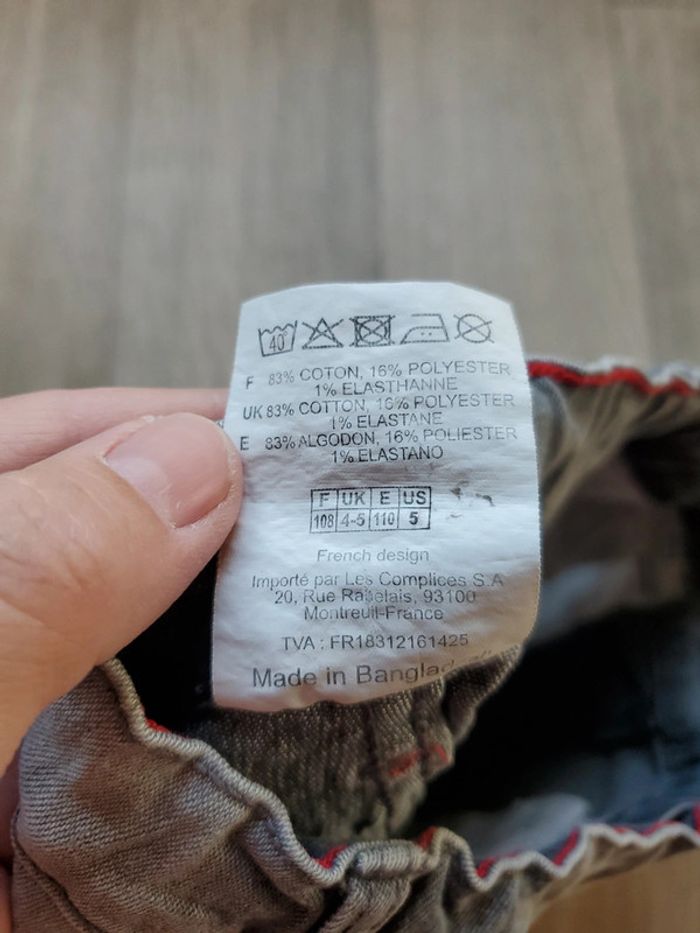 40°
F 83% COTON, 16% POLYESTER
1% ELASTHANNE
UK 83% COTTON, 16% POLYESTER
1% ELASTANE
E 83% ALGODON, 16% POLIESTER
1% ELASTANO
F UK E US
108 4-5 110 5
French design
Importé par Les Complices S.A
20, Rue Rabelais, 93100
Montreuil-France
TVA : FR18312161425
Made in